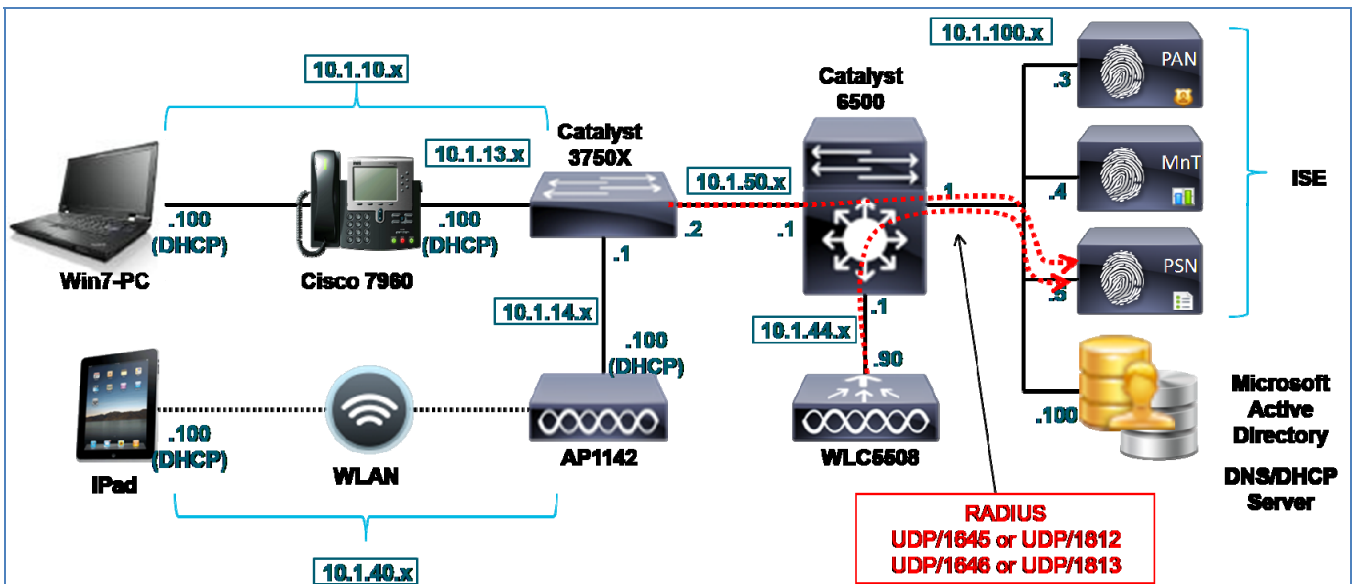 10.1.100.x
PAN
.3
10.1.10.x
Catalyst
6500
Catalyst
3750X
10.1.13.x
MnT
ISE
.4
10.1.50.x
.1
.100
(DHCP)
.100
(DHCP)
.2
.1
.1
PSN
.5
Win7-PC
Cisco 7960
10.1.14.x
.1
10.1.44.x
.100
(DHCP)
.90
Microsoft
Active
Directory
.100
.100
(DHCP)
IPad
WLAN
AP1142
WLC5508
DNS/DHCP
Server
RADIUS
UDP/1645 or UDP/1812
UDP/1646 or UDP/1813
10.1.40.x